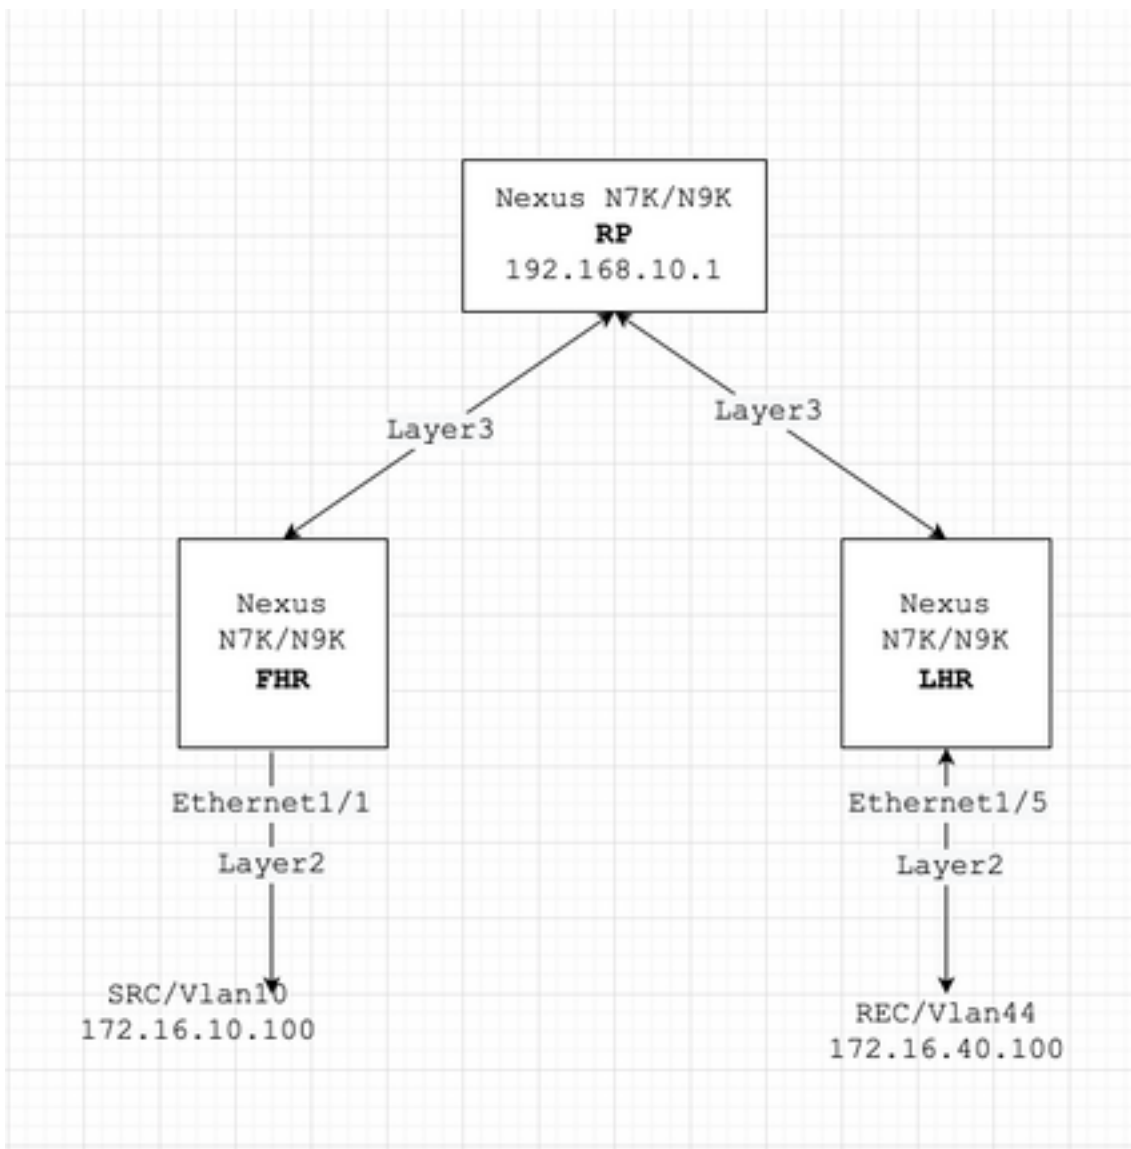 Nexus N7K/N9K
RP
192.168.10.1
Layer3
Layer3
Nexus
N7K/N9K
FHR
Nexus
N7K/N9K
LHR
Ethernet1/1
Layer2
Ethernet1/5
Layer2
SRC/Vlan10
172.16.10.100
REC/Vlan44
172.16.40.100